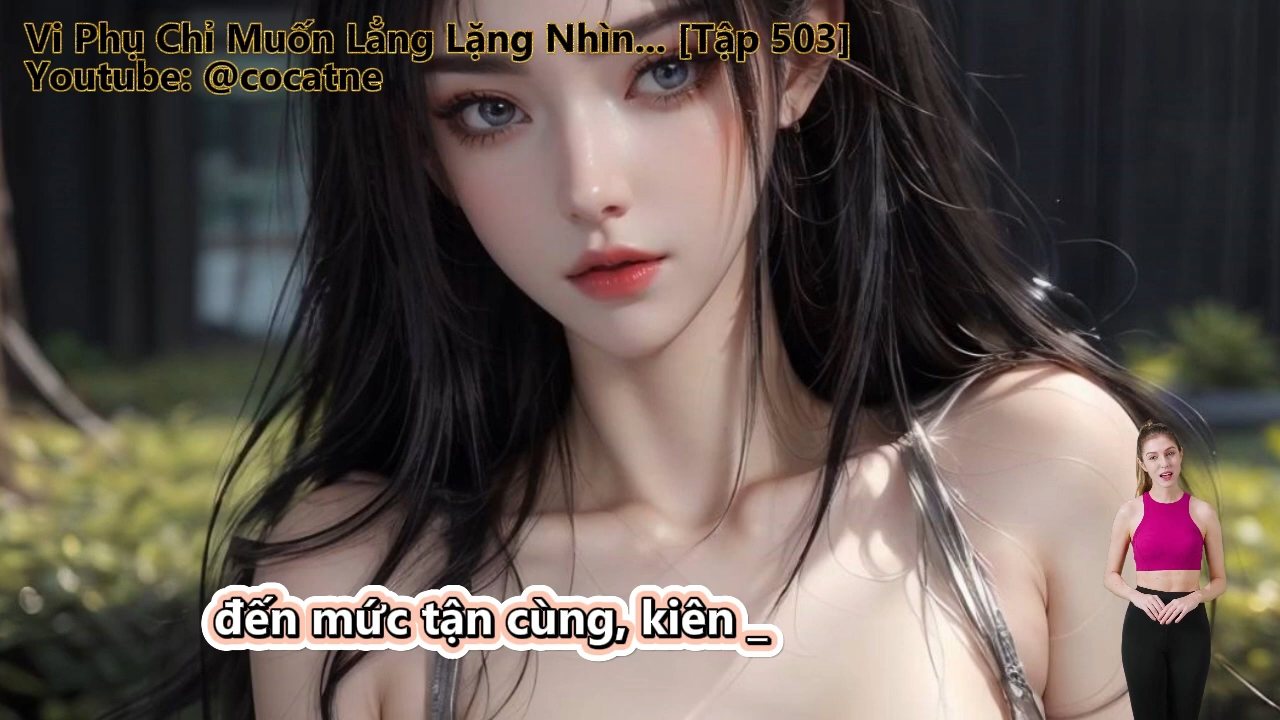 Vi Phụ Chỉ Muốn Lẳng Lặng Nhìn... [Tập 503]
Youtube: @cocatne
đến mức tận cùng, kiên _